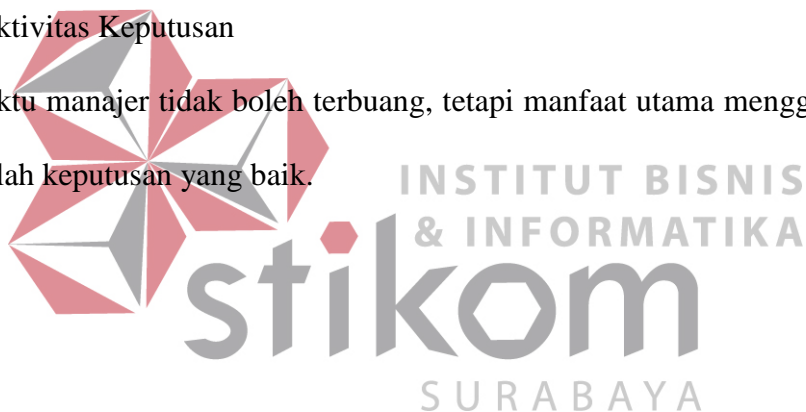 ktivitas Keputusan
ktu manajer tidak boleh terbuang, tetapi manfaat utama mengg
lah keputusan yang baik.
INSTITUT BISNIS
& INFORMATIKA
stikom
SURABAYA